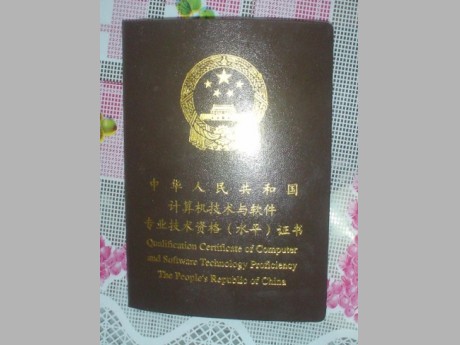 中华人民共和国
计算机技术与软件
专业技术资格（水平）证书
Qualification Certificate of Computer
and Software Technology Proficiency
The People's Republic of China